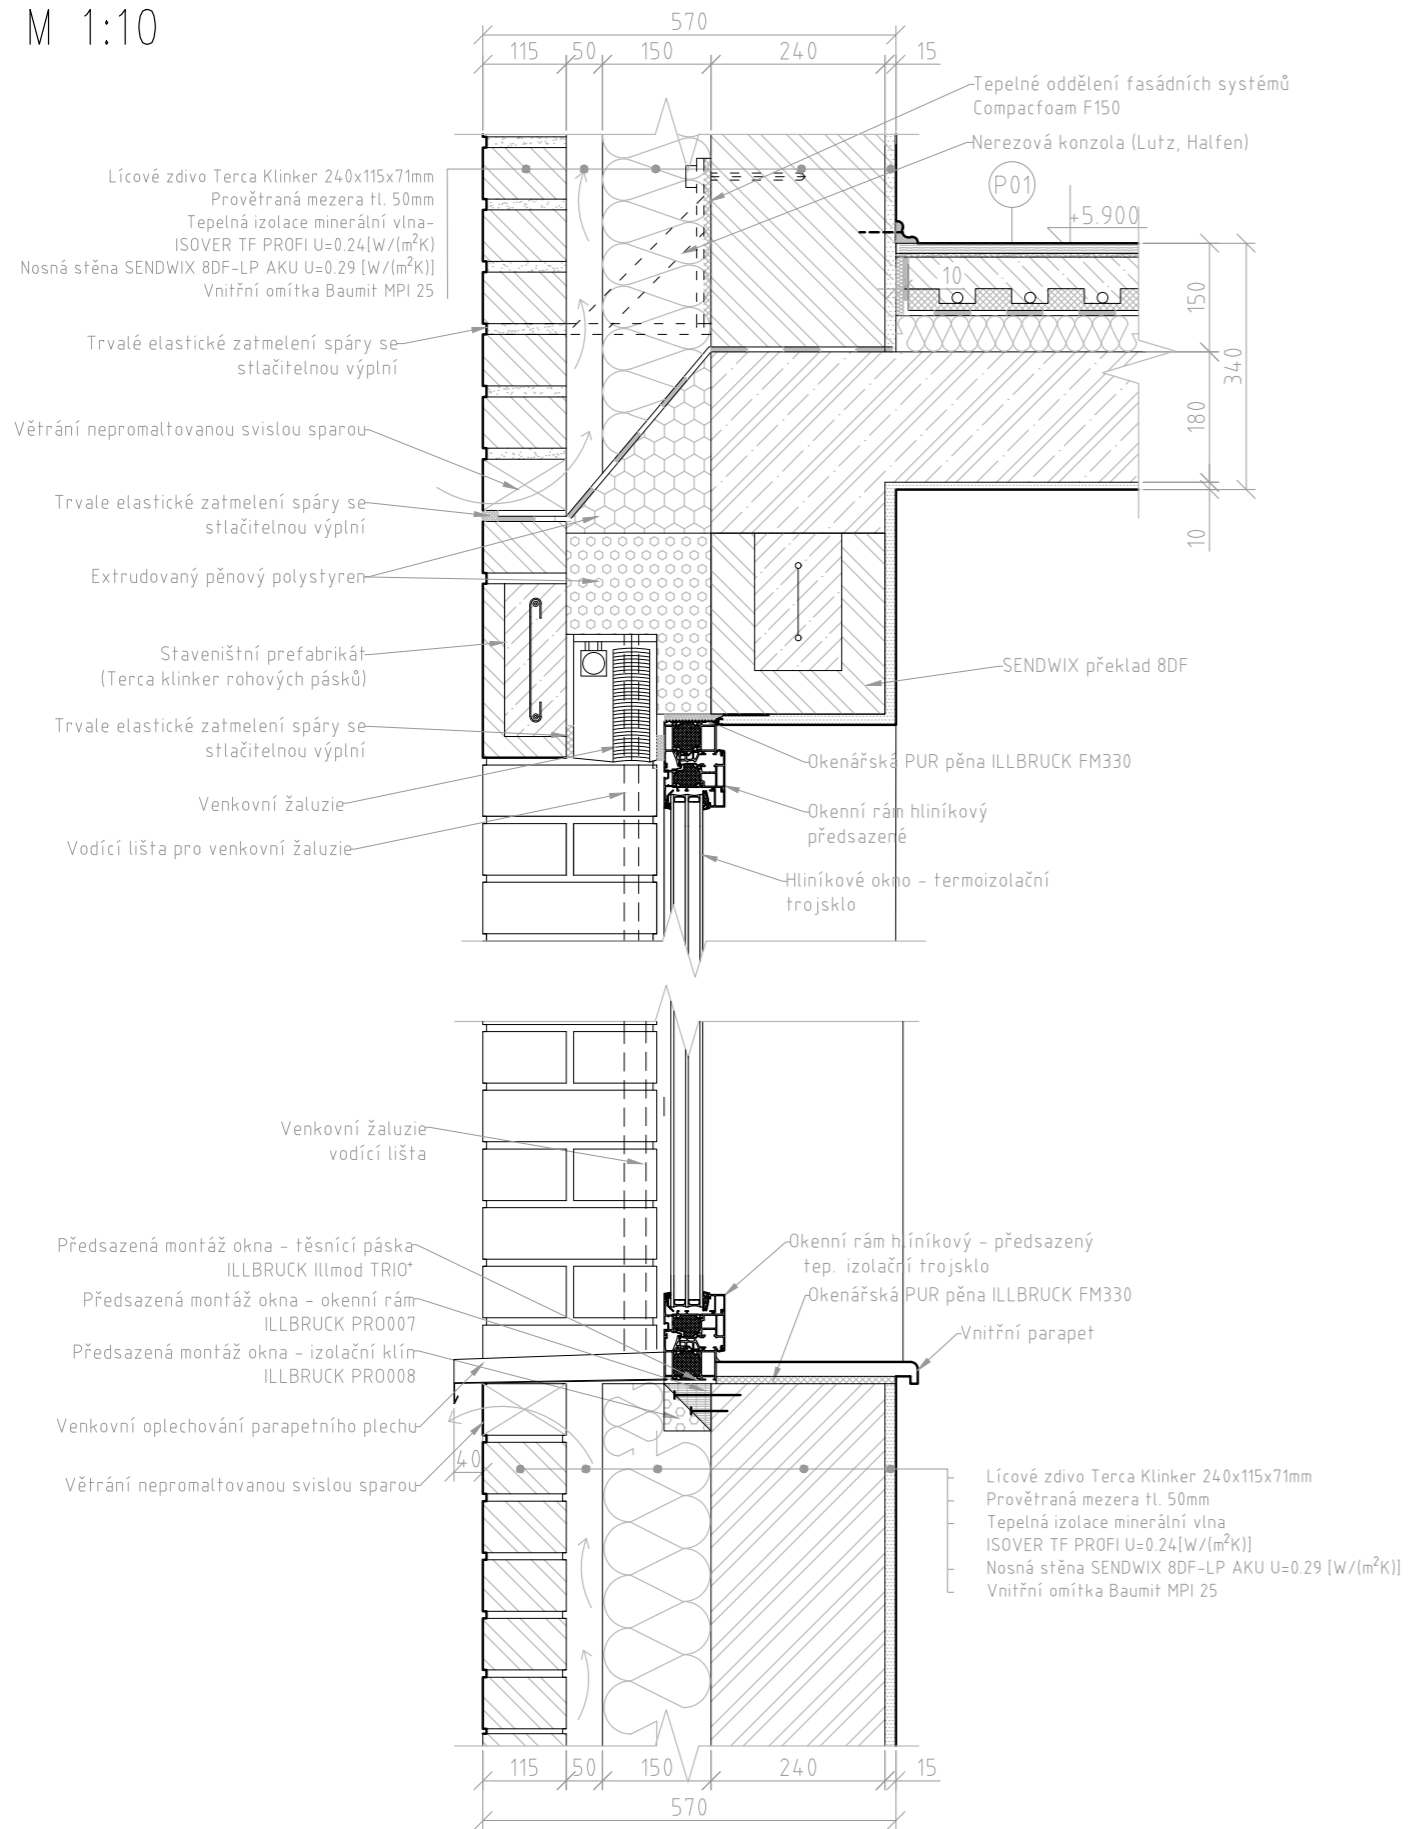 M 1:10
570
115
50
150
240
15
Tepelné oddělení fasádních systémů
Compacfoam F150
Nerezová konzola (Lutz, Halfen)
P01
+5.900
Lícové zdivo Terca Klinker 240x115x71mm
Provětraná mezera tl. 50mm
Tepelná izolace minerální vlna-
ISOVER TF PROFI U=0.24[W/(m²K)
Nosná stěna SENDWIX 8DF-LP AKU U=0.29 [W/(m²K)]
Vnitřní omítka Baumit MPI 25
10
150
340
180
10
Trvalé elastické zatmelení spáry se
stlačitelnou výplní
Větrání nepromaltovanou svislou sparou
Trvale elastické zatmelení spáry se
stlačitelnou výplní
Extrudovaný pěnový polystyren
Staveništní prefabrikát
(Terca klinker rohových pásků)
SENDWIX překlad 8DF
Trvale elastické zatmelení spáry se
stlačitelnou výplní
Okenářská PUR pěna ILLBRUCK FM330
Venkovní žaluzie
Okenní rám hliníkový
předsazené
Vodící lišta pro venkovní žaluzie
Hliníkové okno - termoizolační
trojsklo
Venkovní žaluzie
vodící lišta
Předsazená montáž okna - těsnící páska
ILLBRUCK Illmod TRIO⁺
Okenní rám hliníkový - předsazený
tep. izolační trojsklo
Předsazená montáž okna - okenní rám
ILLBRUCK PRO007
Okenářská PUR pěna ILLBRUCK FM330
Vnitřní parapet
Předsazená montáž okna - izolační klín
ILLBRUCK PRO008
Venkovní oplechování parapetního plechu
40
Větrání nepromaltovanou svislou sparou
Lícové zdivo Terca Klinker 240x115x71mm
Provětraná mezera tl. 50mm
Tepelná izolace minerální vlna
ISOVER TF PROFI U=0.24[W/(m²K)]
Nosná stěna SENDWIX 8DF-LP AKU U=0.29 [W/(m²K)]
Vnitřní omítka Baumit MPI 25
115
50
150
240
15
570